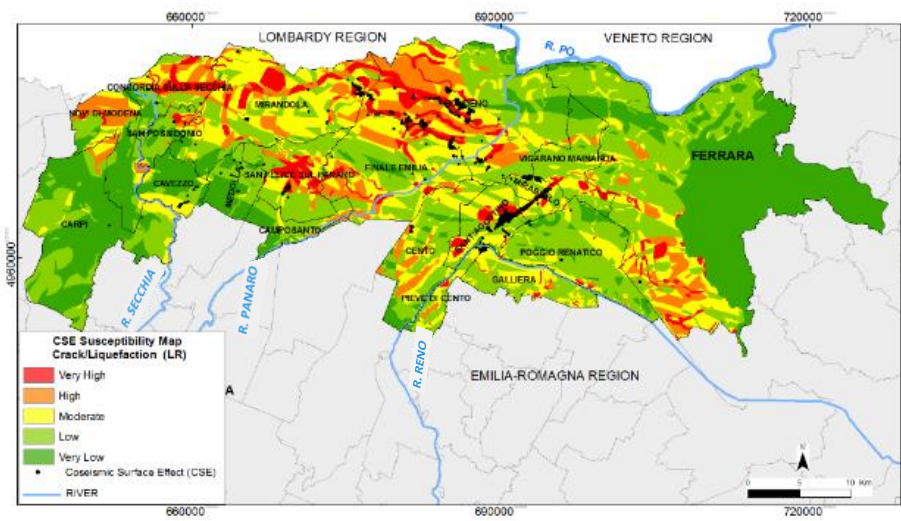 660000
690000
720000
LOMBARDY REGION
VENETO REGION
R. PO
CONCORDIA SULLA SECCHIA
MIRANDOLA
NOVI DI MODENA
SAN POSSIDONIO
FERRARA
VIGARANO MAINARDA
FINALE EMILIA
SAN FELICE SUL PANARO
CAVEZZO
MEDOLLA
CARPI
CAMPOSANTO
CENTO
POGGIO RENATICO
GALLIERA
PIEVE DI CENTO
4960000
4960000
R. SECCHIA
R. PANARO
R. RENO
EMILIA-ROMAGNA REGION
A
CSE Susceptibility Map
Crack/Liquefaction (LR)
Very High
High
Moderate
Low
Very Low
Coseismic Surface Effect (CSE)
RIVER
N
0 5 10 Km
660000
690000
720000